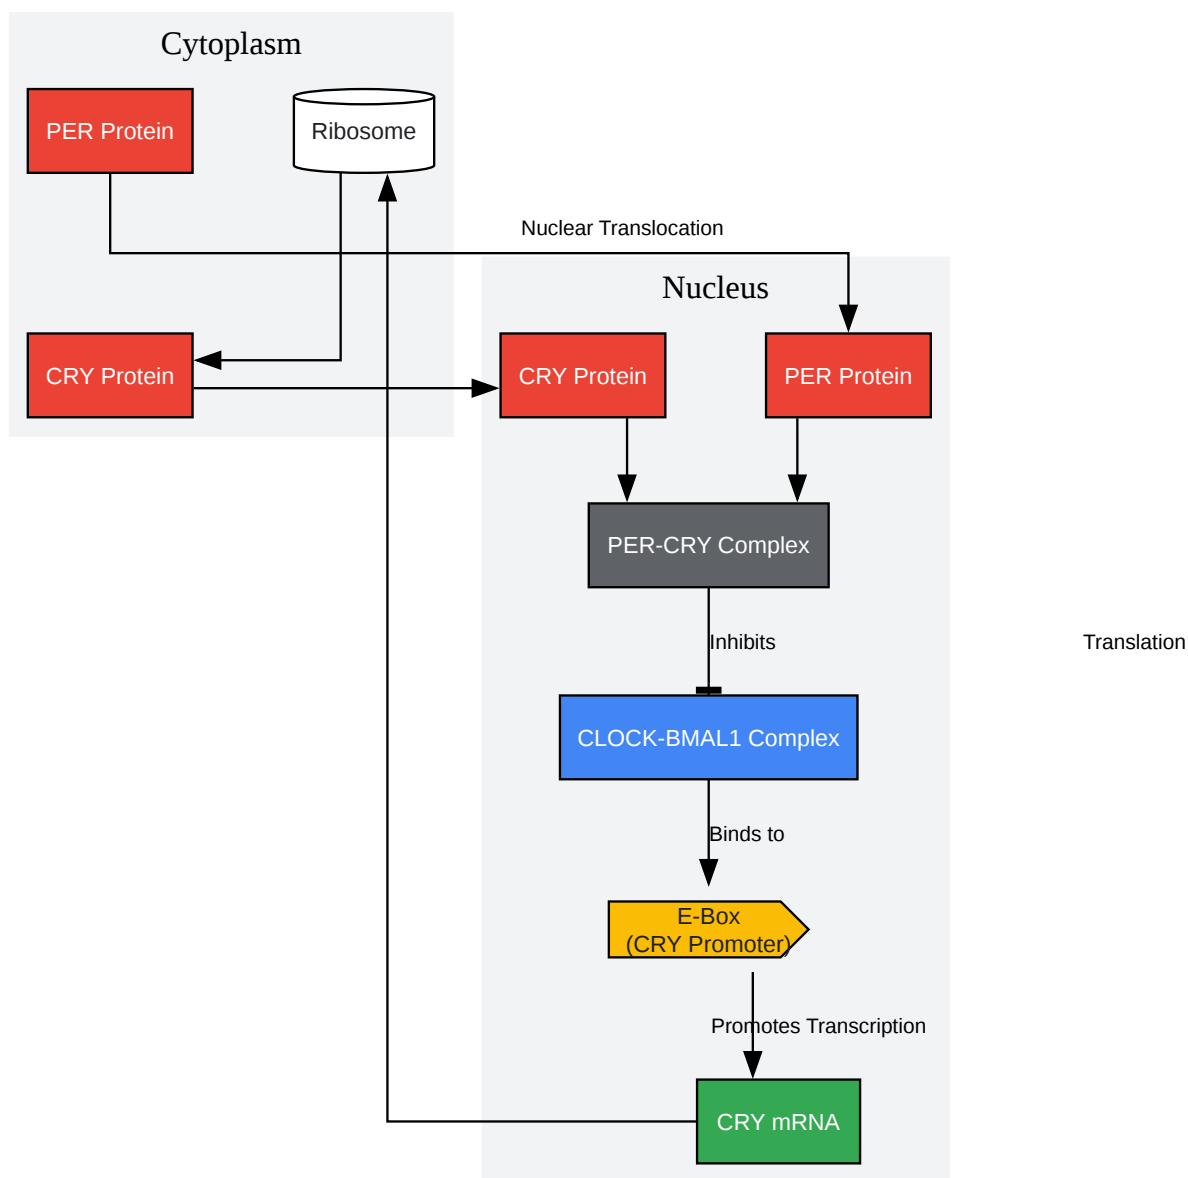 Cytoplasm
PER Protein
Ribosome
Nuclear Translocation
Nucleus
CRY Protein
CRY Protein
PER Protein
PER-CRY Complex
Inhibits
Translation
CLOCK-BMAL1 Complex
Binds to
E-Box
(CRY Promoter)
Promotes Transcription
CRY mRNA